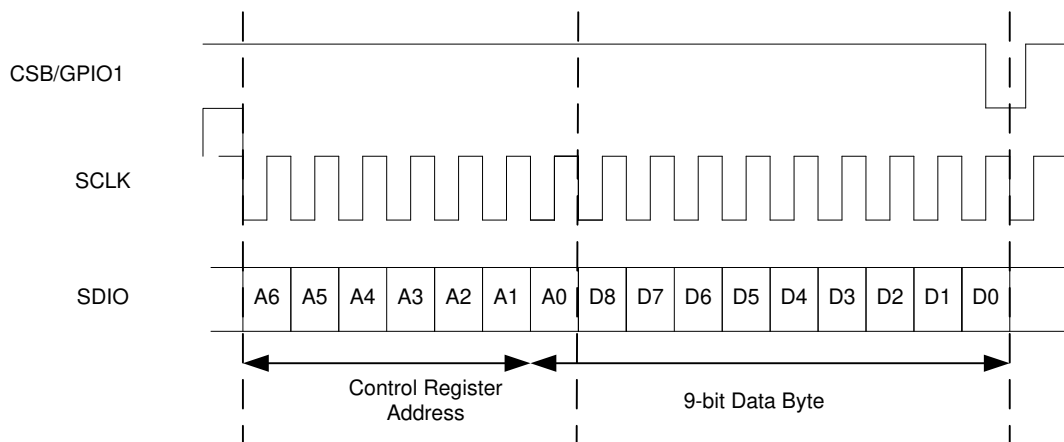 CSB/GPIO1
SCLK
SDIO
A6 A5 A4 A3 A2 A1 A0 D8 D7 D6 D5 D4 D3 D2 D1 D0
Control Register
Address
9-bit Data Byte